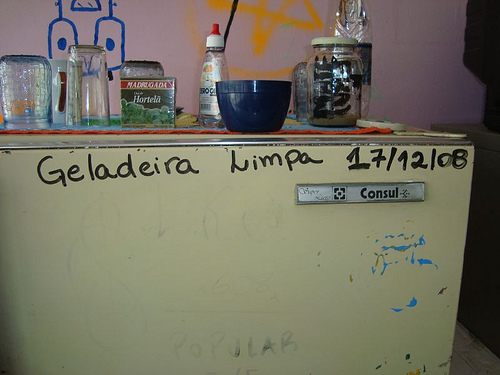 MADRUGADA
Hortelã
Geladeira Limpa 17/12/08
Consul
POPULAR